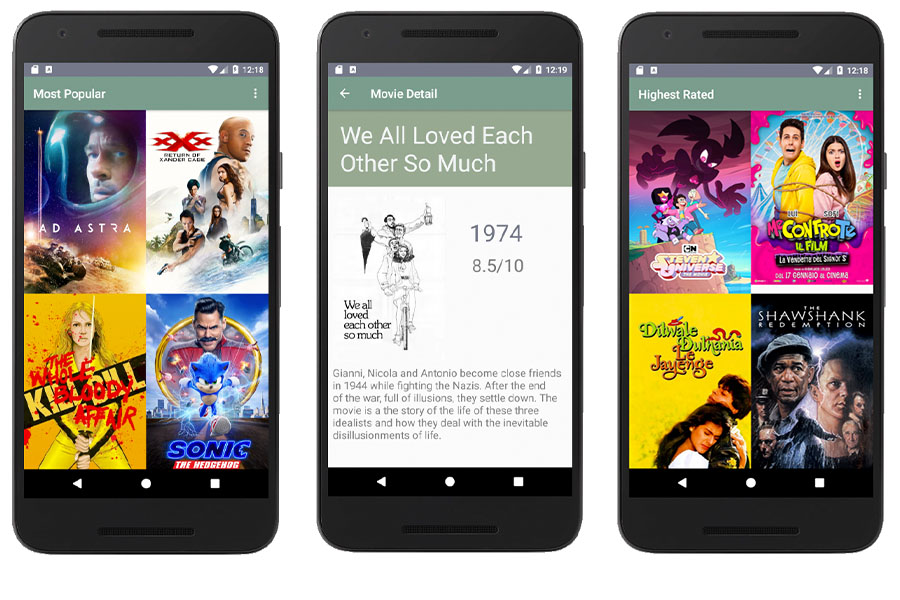 12:18
Most Popular
AD ASTRA
xXx
RETURN OF
XANDER CAGE
THE
WHOLE
BLOODY
AFFAIR
KILL BILL
SONIC
THE HEDGEHOG
12:19
Movie Detail
We All Loved Each
Other So Much
We all
loved
each other
so much
1974
8.5/10
Gianni, Nicola and Antonio become close friends
in 1944 while fighting the Nazis. After the end
of the war, full of illusions, they settle down. The
movie is a the story of the life of these three
idealists and how they deal with the inevitable
disillusionments of life.
12:18
Highest Rated
CN
STEVEN
UNIVERSE
THE MOVIE
LUI
SOFI
MeCONTROTe
IL FILM
LA VENDETTA DEL SIGNOR S
DAL 17 GENNAIO AL CINEMA
Dilwale
Dulhania
Le
Jayenge
THE
SHAWSHANK
REDEMPTION